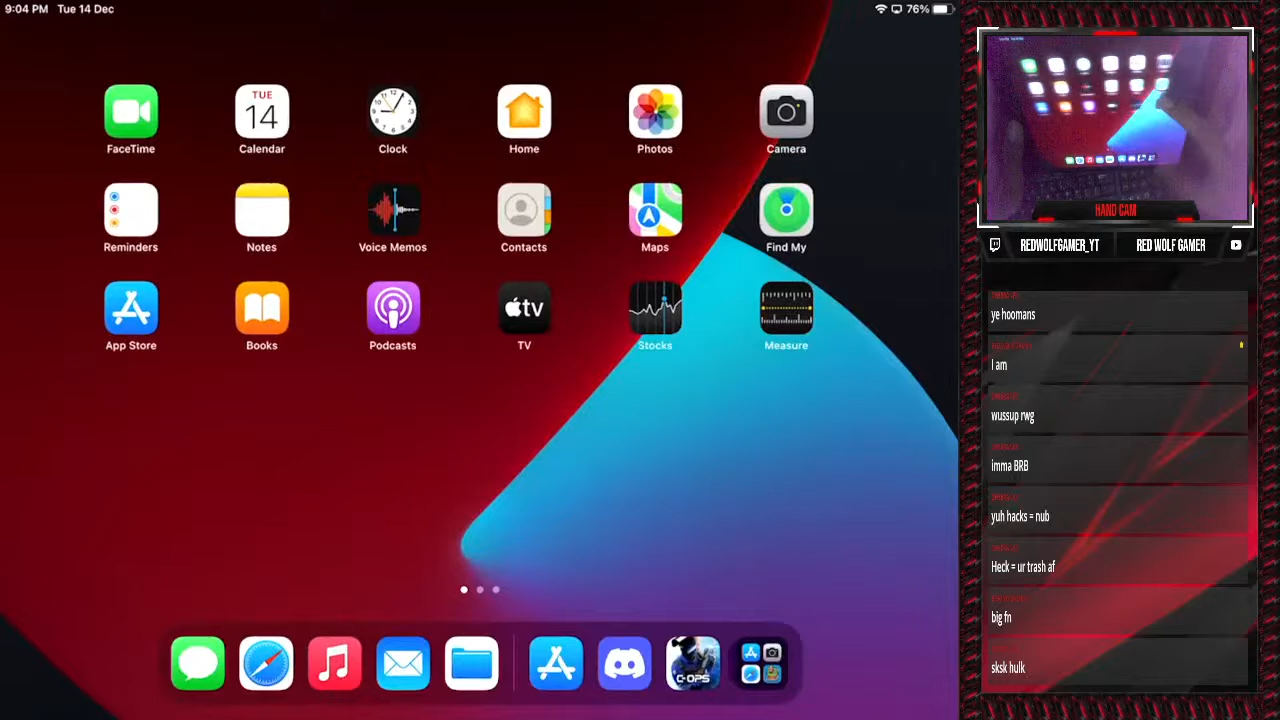 9:04 PM Tue 14 Dec
76%
TUE
14
FaceTime
Calendar
Clock
Home
Photos
Camera
Reminders
Notes
Voice Memos
Contacts
Maps
Find My
tv
App Store
Books
Podcasts
TV
Stocks
Measure
C-OPS
HAND CAM
REDWOLFGAMER_YT
RED WOLF GAMER
ye hoomans
I am
wussup rwg
imma BRB
yuh hacks = nub
Heck = ur trash af
big fn
sksk hulk